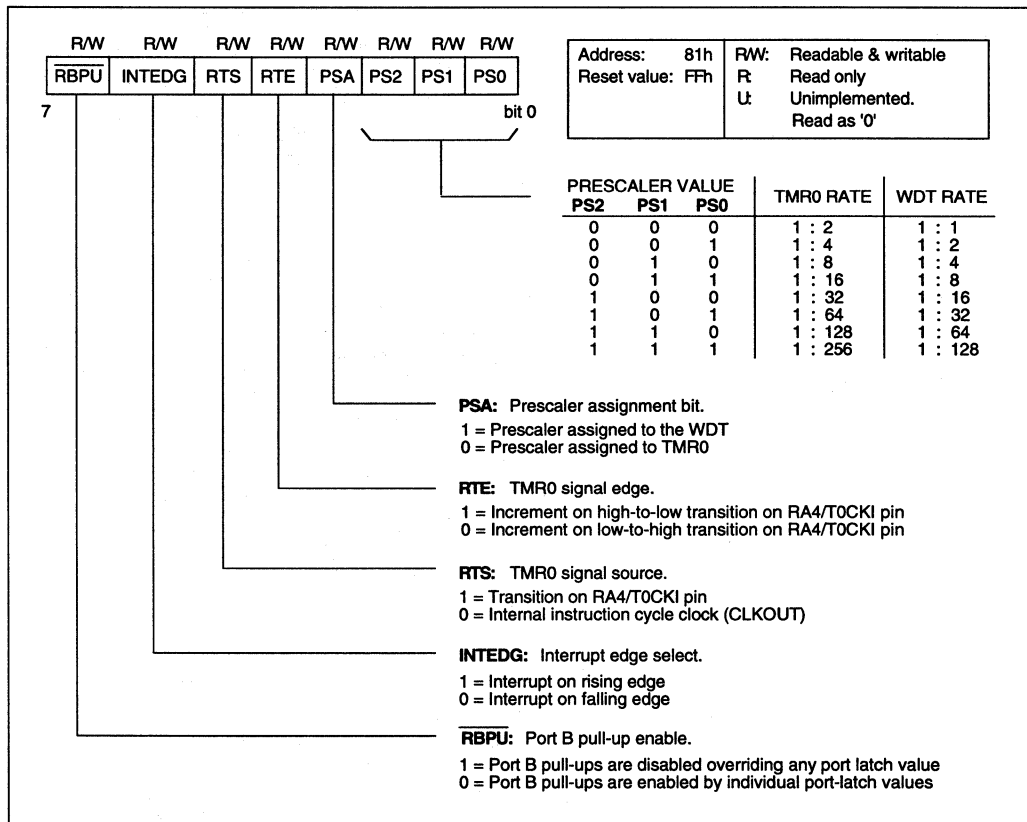 R/W R/W R/W R/W R/W R/W R/W R/W
RBPU INTEDG RTS RTE PSA PS2 PS1 PS0
7 bit 0
Address: 81h R/W: Readable & writable
Reset value: FFh R: Read only
U: Unimplemented.
Read as '0'
PRESCALER VALUE TMR0 RATE WDT RATE
PS2 PS1 PS0
0 0 0 1 : 2 1 : 1
0 0 1 1 : 4 1 : 2
0 1 0 1 : 8 1 : 4
0 1 1 1 : 16 1 : 8
1 0 0 1 : 32 1 : 16
1 0 1 1 : 64 1 : 32
1 1 0 1 : 128 1 : 64
1 1 1 1 : 256 1 : 128
PSA: Prescaler assignment bit.
1 = Prescaler assigned to the WDT
0 = Prescaler assigned to TMR0
RTE: TMR0 signal edge.
1 = Increment on high-to-low transition on RA4/T0CKI pin
0 = Increment on low-to-high transition on RA4/T0CKI pin
RTS: TMR0 signal source.
1 = Transition on RA4/T0CKI pin
0 = Internal instruction cycle clock (CLKOUT)
INTEDG: Interrupt edge select.
1 = Interrupt on rising edge
0 = Interrupt on falling edge
RBPU: Port B pull-up enable.
1 = Port B pull-ups are disabled overriding any port latch value
0 = Port B pull-ups are enabled by individual port-latch values